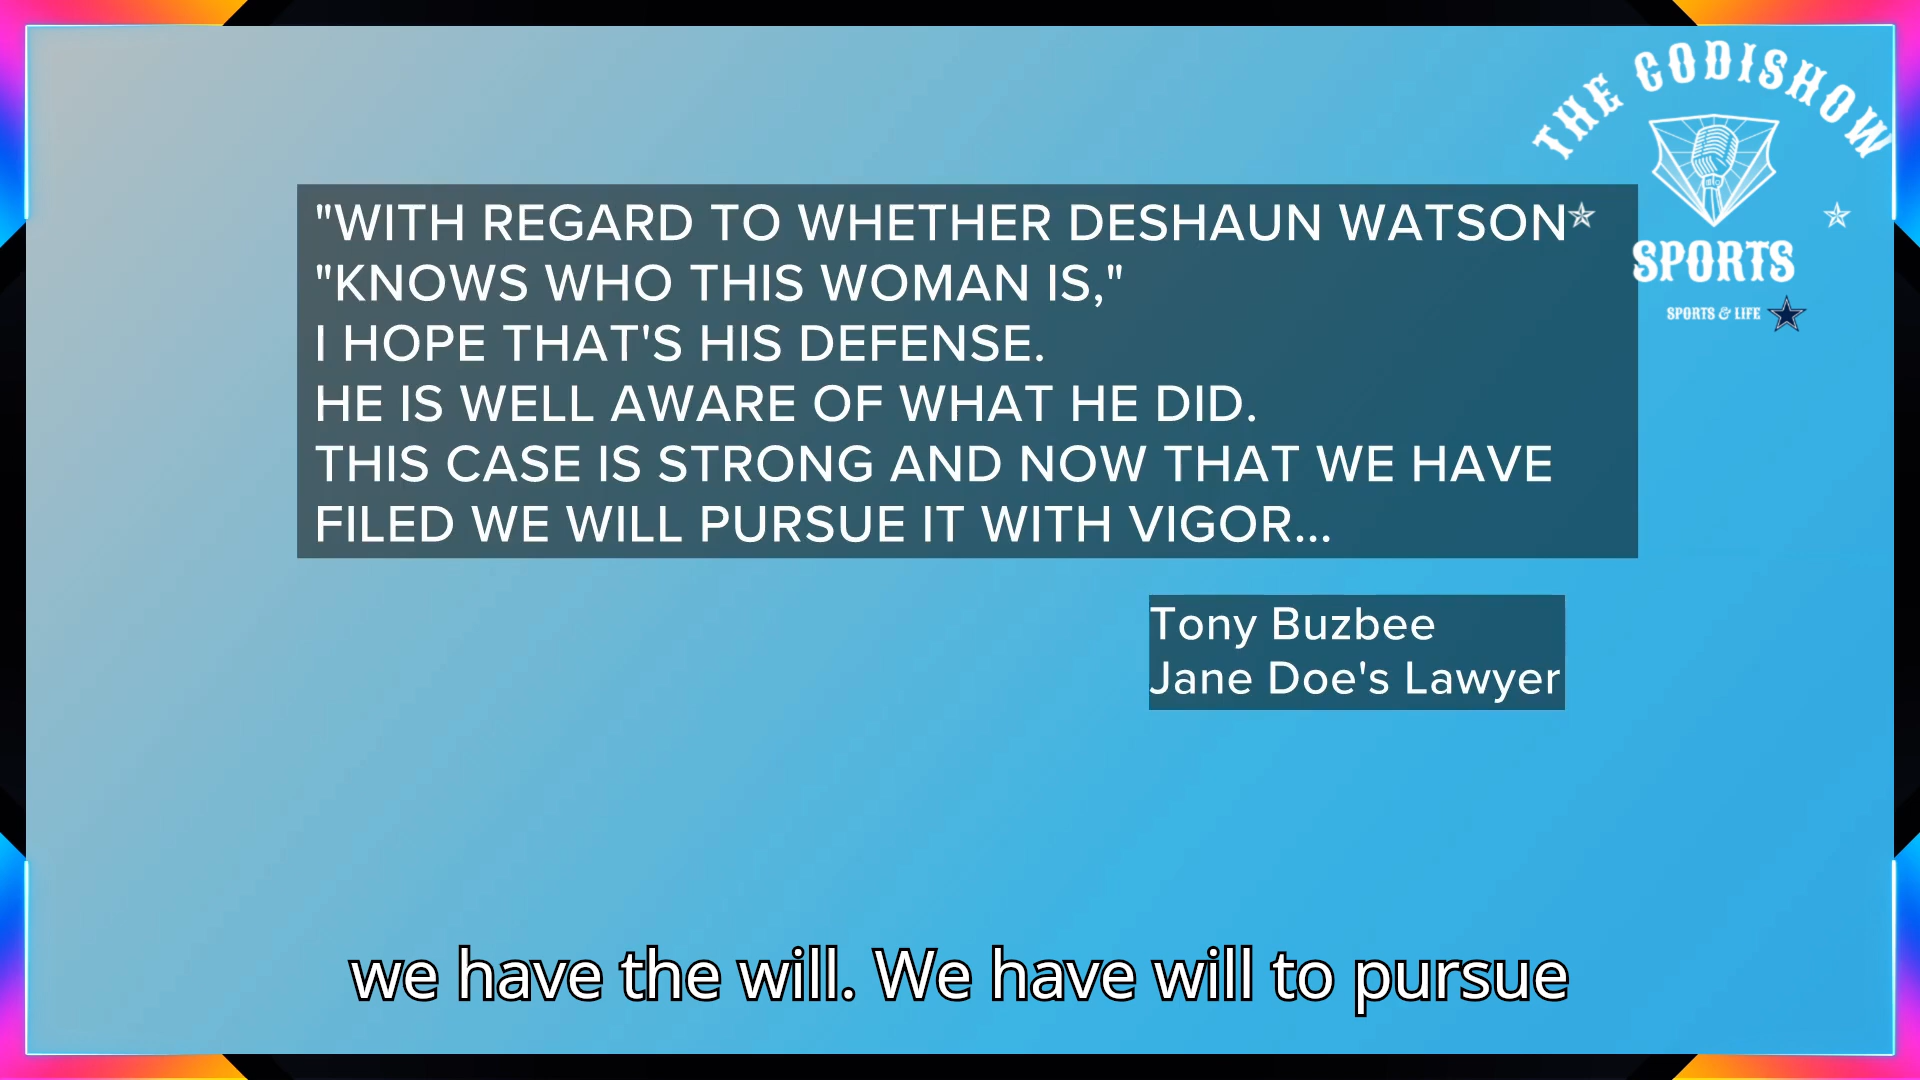 THE CODISHOW
SPORTS
SPORTS & LIFE
"WITH REGARD TO WHETHER DESHAUN WATSON
"KNOWS WHO THIS WOMAN IS,"
I HOPE THAT'S HIS DEFENSE.
HE IS WELL AWARE OF WHAT HE DID.
THIS CASE IS STRONG AND NOW THAT WE HAVE
FILED WE WILL PURSUE IT WITH VIGOR...
Tony Buzbee
Jane Doe's Lawyer
we have the will. We have will to pursue